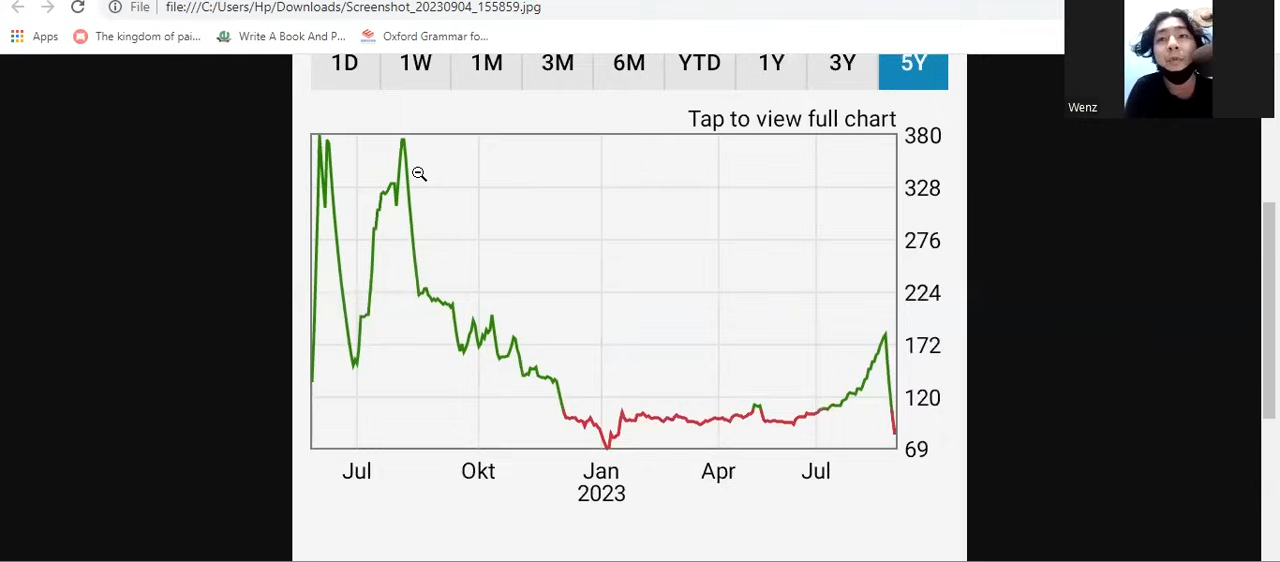 File file:///C:/Users/Hp/Downloads/Screenshot_20230904_155859.jpg
Apps The kingdom of pai... Write A Book And P... Oxford Grammar fo...
Wenz
1D 1W 1M 3M 6M YTD 1Y 3Y 5Y
Tap to view full chart
380
328
276
224
172
120
69
Jul Okt Jan Apr Jul
2023